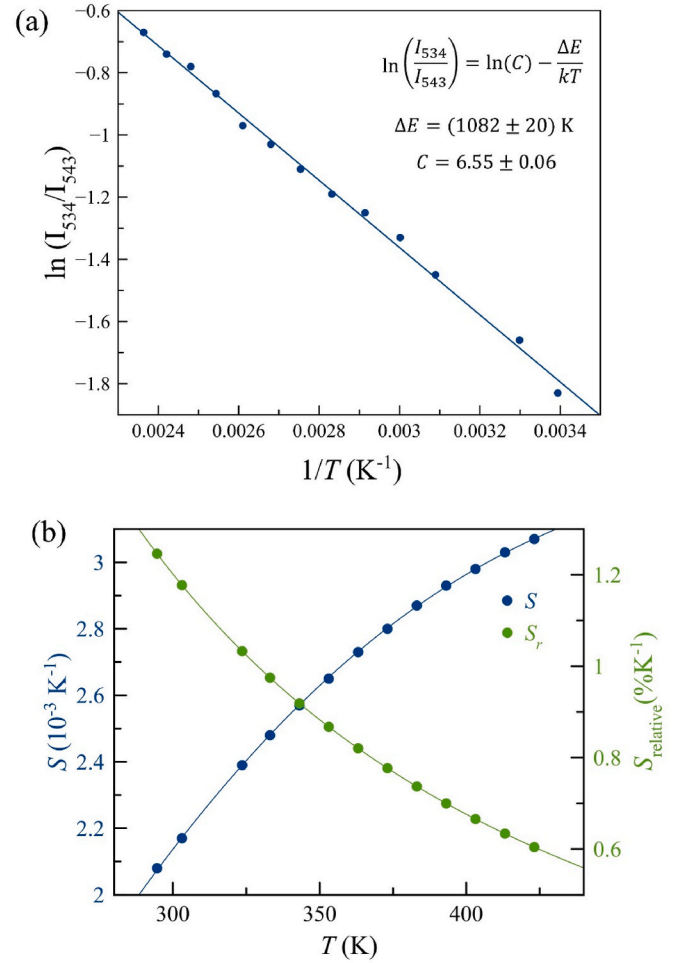 (a)
−0.6
−0.8
−1
−1.2
−1.4
−1.6
−1.8
ln (I₅₃₄/I₅₄₃)
ln(I₅₃₄/I₅₄₃) = ln(C) − ΔE/kT
ΔE = (1082 ± 20) K
C = 6.55 ± 0.06
0.0024 0.0026 0.0028 0.003 0.0032 0.0034
1/T (K⁻¹)
(b)
3
2.8
2.6
2.4
2.2
2
S (10⁻³ K⁻¹)
S
Sᵣ
1.2
1
0.8
0.6
S_relative(%K⁻¹)
300 350 400
T (K)